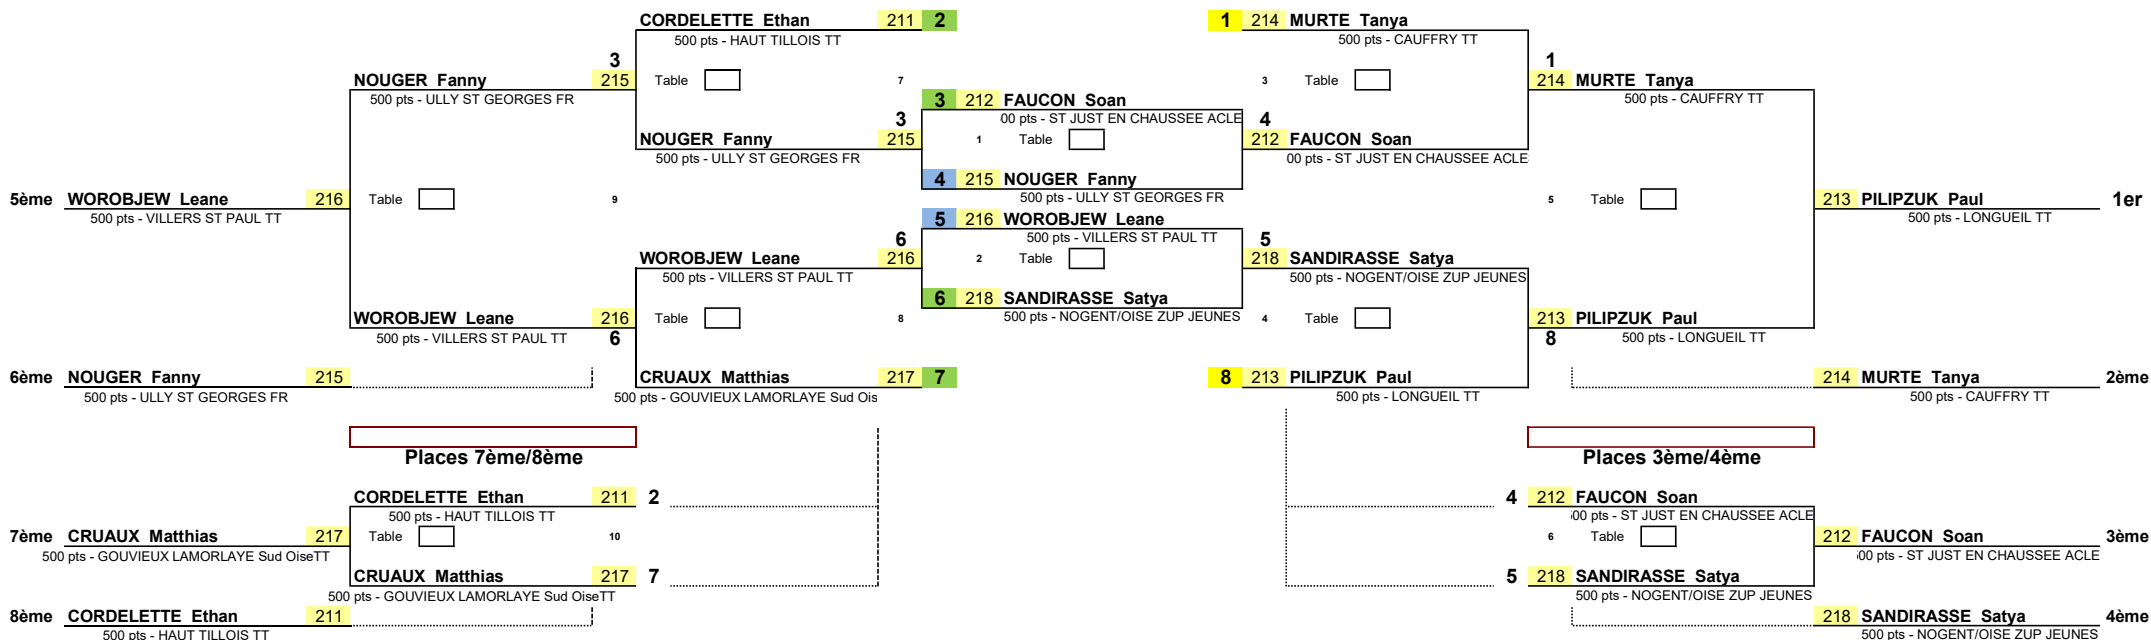 CORDELETTE Ethan 211 2
500 pts - HAUT TILLOIS TT
1 214 MURTE Tanya
500 pts - CAUFFRY TT
3
NOUGER Fanny 215
500 pts - ULLY ST GEORGES FR
Table 7
3 Table
1
214 MURTE Tanya
500 pts - CAUFFRY TT
3 212 FAUCON Soan
00 pts - ST JUST EN CHAUSSEE ACLE
3
NOUGER Fanny 215
500 pts - ULLY ST GEORGES FR
1 Table
4
212 FAUCON Soan
00 pts - ST JUST EN CHAUSSEE ACLE
4 215 NOUGER Fanny
500 pts - ULLY ST GEORGES FR
5ème WOROBJEW Leane 216
500 pts - VILLERS ST PAUL TT
Table 9
5 Table
213 PILIPZUK Paul 1er
500 pts - LONGUEIL TT
5 216 WOROBJEW Leane
500 pts - VILLERS ST PAUL TT
6
WOROBJEW Leane 216
500 pts - VILLERS ST PAUL TT
2 Table
5
218 SANDIRASSE Satya
500 pts - NOGENT/OISE ZUP JEUNES
6 218 SANDIRASSE Satya
500 pts - NOGENT/OISE ZUP JEUNES
WOROBJEW Leane 216
500 pts - VILLERS ST PAUL TT
6
Table 8
4 Table
213 PILIPZUK Paul
8
500 pts - LONGUEIL TT
6ème NOUGER Fanny 215
500 pts - ULLY ST GEORGES FR
CRUAUX Matthias 217 7
500 pts - GOUVIEUX LAMORLAYE Sud Ois
8 213 PILIPZUK Paul
500 pts - LONGUEIL TT
214 MURTE Tanya 2ème
500 pts - CAUFFRY TT
Places 7ème/8ème
Places 3ème/4ème
CORDELETTE Ethan 211 2
500 pts - HAUT TILLOIS TT
4 212 FAUCON Soan
00 pts - ST JUST EN CHAUSSEE ACLE
7ème CRUAUX Matthias 217
500 pts - GOUVIEUX LAMORLAYE Sud OiseTT
Table 10
6 Table
212 FAUCON Soan 3ème
00 pts - ST JUST EN CHAUSSEE ACLE
CRUAUX Matthias 217 7
500 pts - GOUVIEUX LAMORLAYE Sud OiseTT
5 218 SANDIRASSE Satya
500 pts - NOGENT/OISE ZUP JEUNES
8ème CORDELETTE Ethan 211
500 pts - HAUT TILLOIS TT
218 SANDIRASSE Satya 4ème
500 pts - NOGENT/OISE ZUP JEUNES